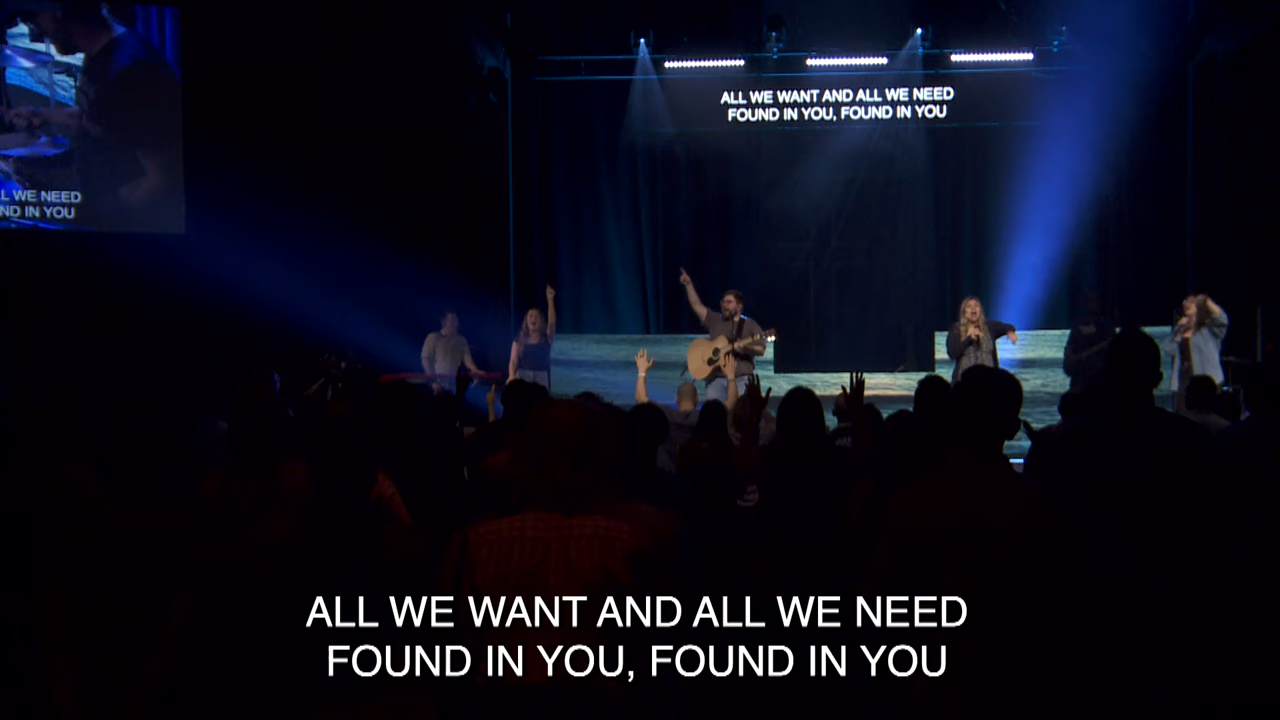 ALL WE WANT AND ALL WE NEED
FOUND IN YOU, FOUND IN YOU
L WE NEED
ND IN YOU
ALL WE WANT AND ALL WE NEED
FOUND IN YOU, FOUND IN YOU